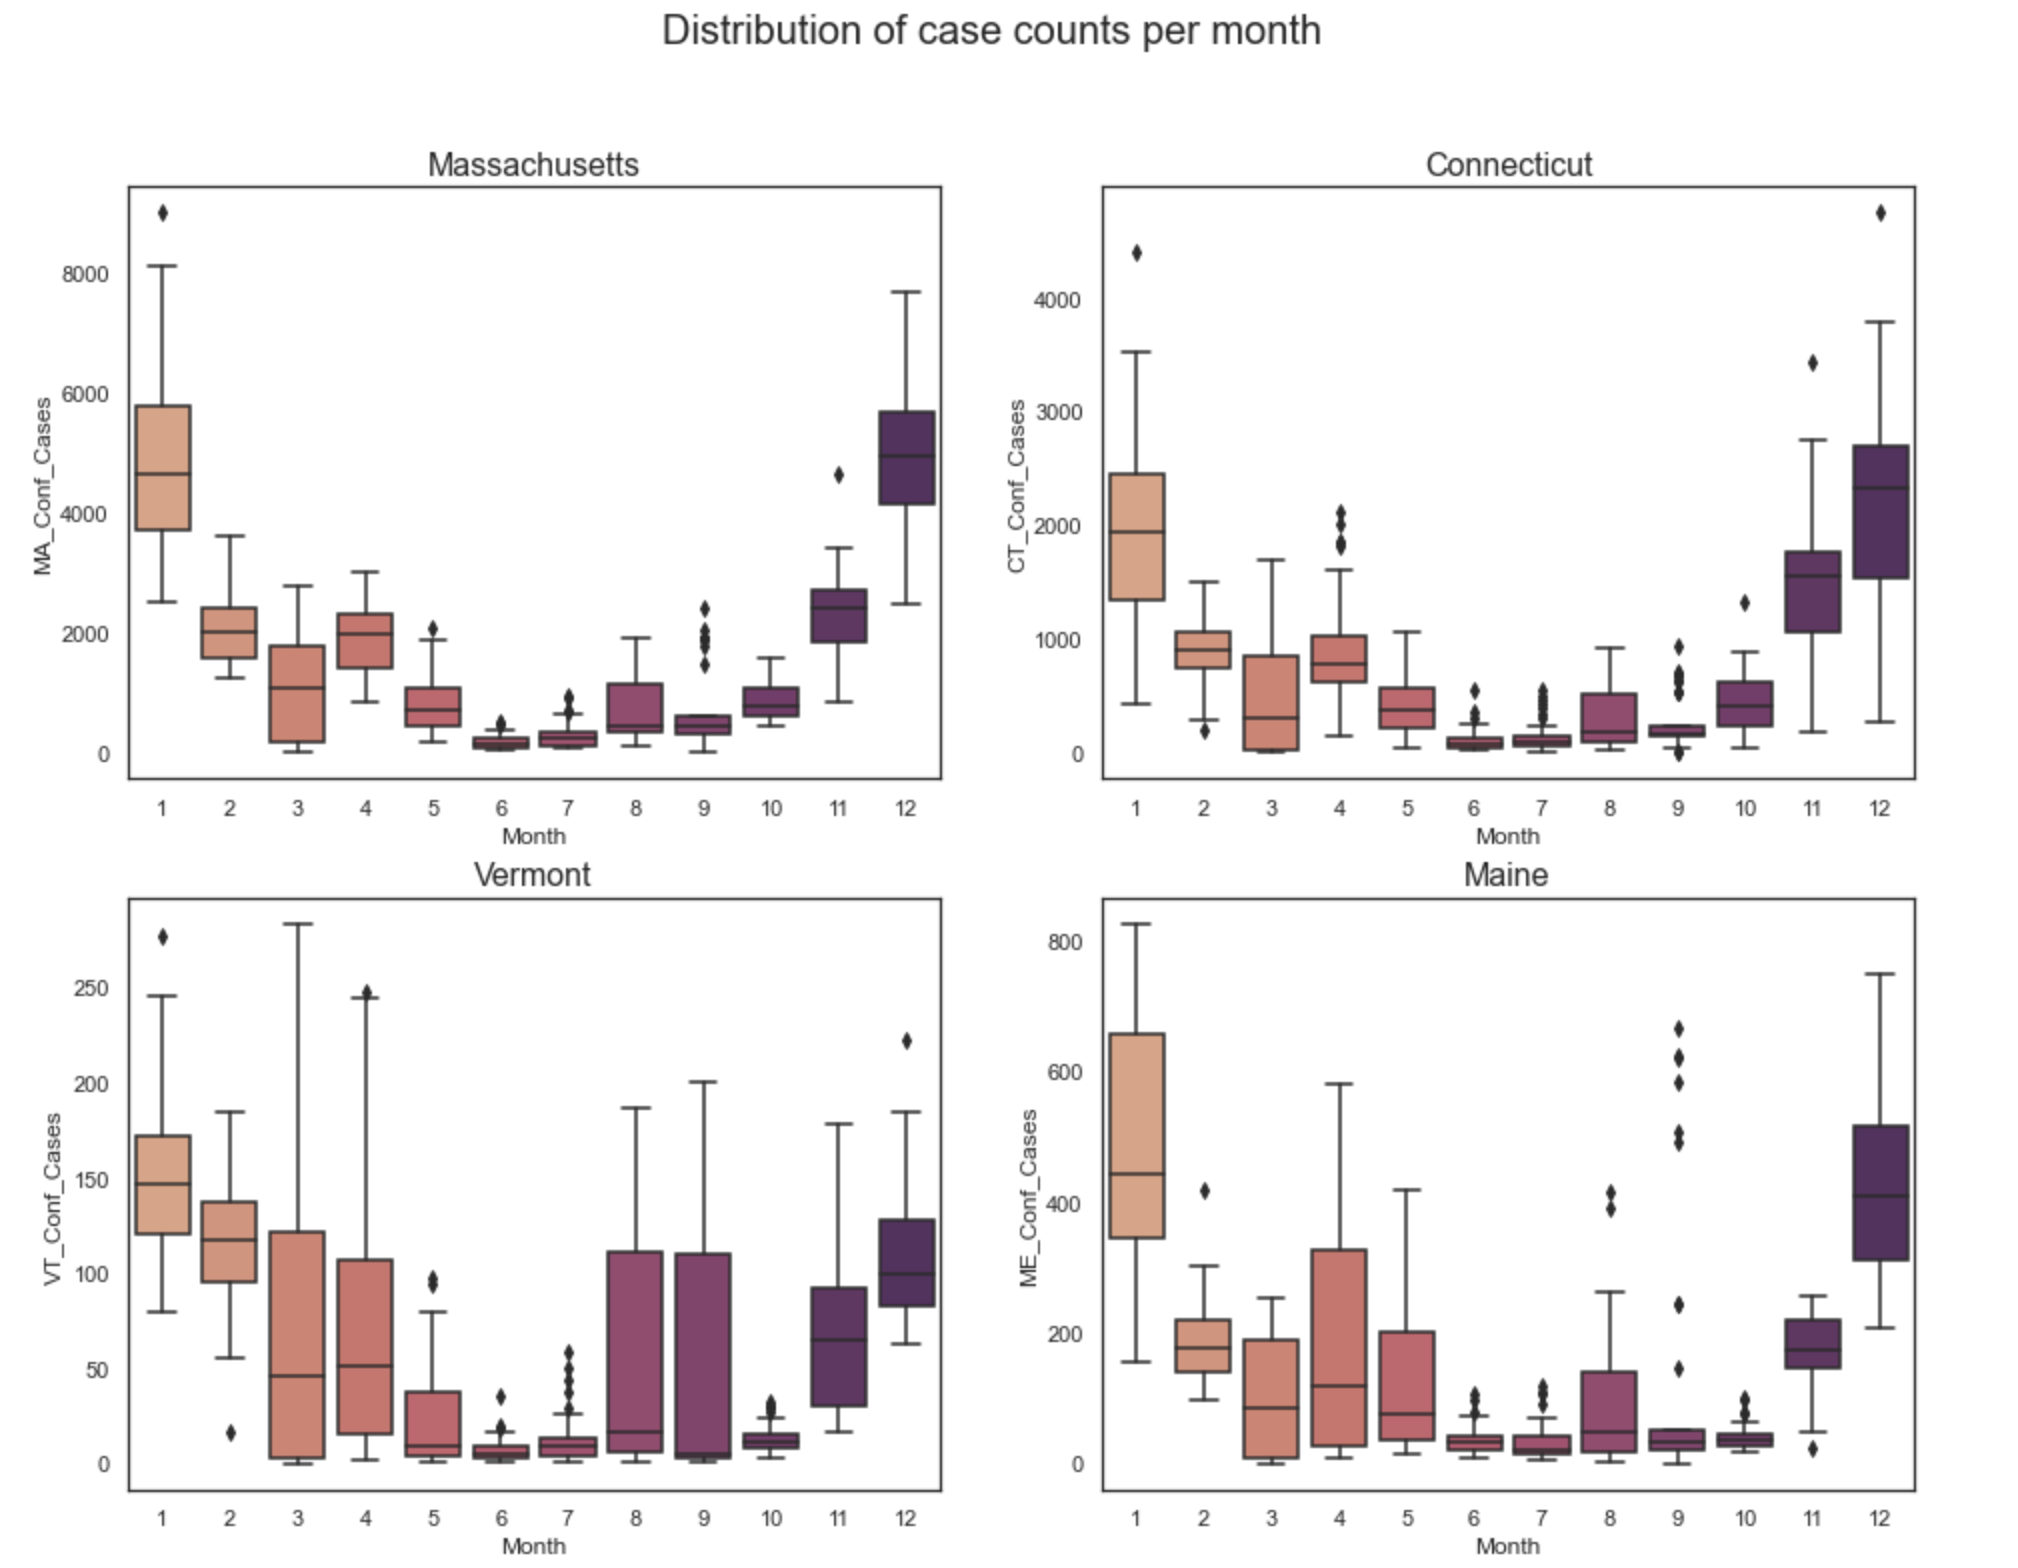 Distribution of case counts per month
Massachusetts
MA_Conf_Cases
8000
6000
4000
2000
0
1 2 3 4 5 6 7 8 9 10 11 12
Month
Connecticut
CT_Conf_Cases
4000
3000
2000
1000
0
1 2 3 4 5 6 7 8 9 10 11 12
Month
Vermont
VT_Conf_Cases
250
200
150
100
50
0
1 2 3 4 5 6 7 8 9 10 11 12
Month
Maine
ME_Conf_Cases
800
600
400
200
0
1 2 3 4 5 6 7 8 9 10 11 12
Month